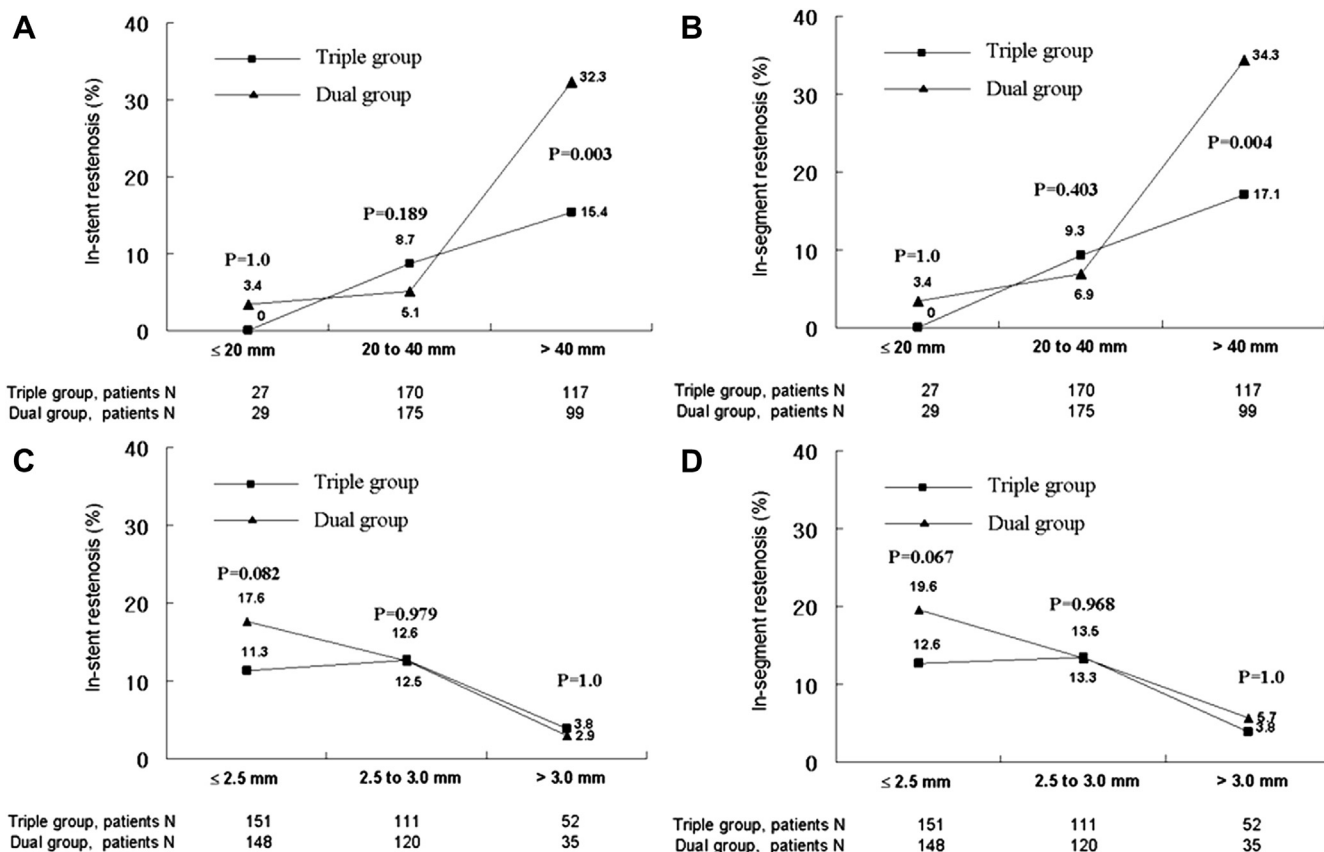 A
In-stent restenosis (%)
40
30
20
10
0
Triple group
Dual group
32.3
P=0.003
15.4
P=0.189
8.7
5.1
P=1.0
3.4
0
≤ 20 mm 20 to 40 mm > 40 mm
Triple group, patients N 27 170 117
Dual group, patients N 29 175 99
B
In-segment restenosis (%)
40
30
20
10
0
Triple group
Dual group
34.3
P=0.004
17.1
P=0.403
9.3
6.9
P=1.0
3.4
0
≤ 20 mm 20 to 40 mm > 40 mm
Triple group, patients N 27 170 117
Dual group, patients N 29 175 99
C
In-stent restenosis (%)
40
30
20
10
0
Triple group
Dual group
P=0.082
17.6
11.3
P=0.979
12.6
12.5
P=1.0
3.8
2.9
≤ 2.5 mm 2.5 to 3.0 mm > 3.0 mm
Triple group, patients N 151 111 52
Dual group, patients N 148 120 35
D
In-segment restenosis (%)
40
30
20
10
0
Triple group
Dual group
P=0.067
19.6
12.6
P=0.968
13.5
13.3
P=1.0
5.7
3.8
≤ 2.5 mm 2.5 to 3.0 mm > 3.0 mm
Triple group, patients N 151 111 52
Dual group, patients N 148 120 35